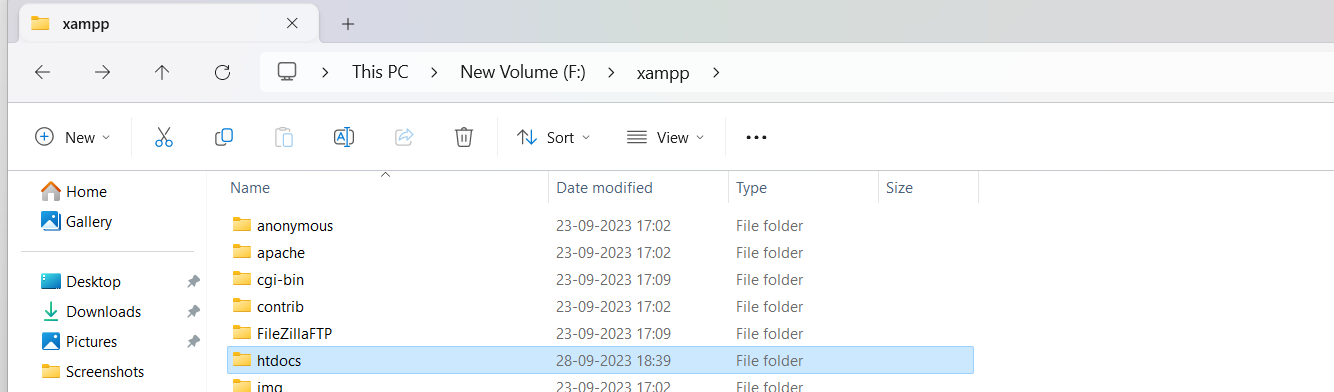 xampp
This PC > New Volume (F:) > xampp >
New Sort View
Name Date modified Type Size
Home
Gallery
Desktop
Downloads
Pictures
Screenshots
anonymous 23-09-2023 17:02 File folder
apache 23-09-2023 17:02 File folder
cgi-bin 23-09-2023 17:09 File folder
contrib 23-09-2023 17:02 File folder
FileZillaFTP 23-09-2023 17:09 File folder
htdocs 28-09-2023 18:39 File folder
img 23-09-2023 17:02 File folder